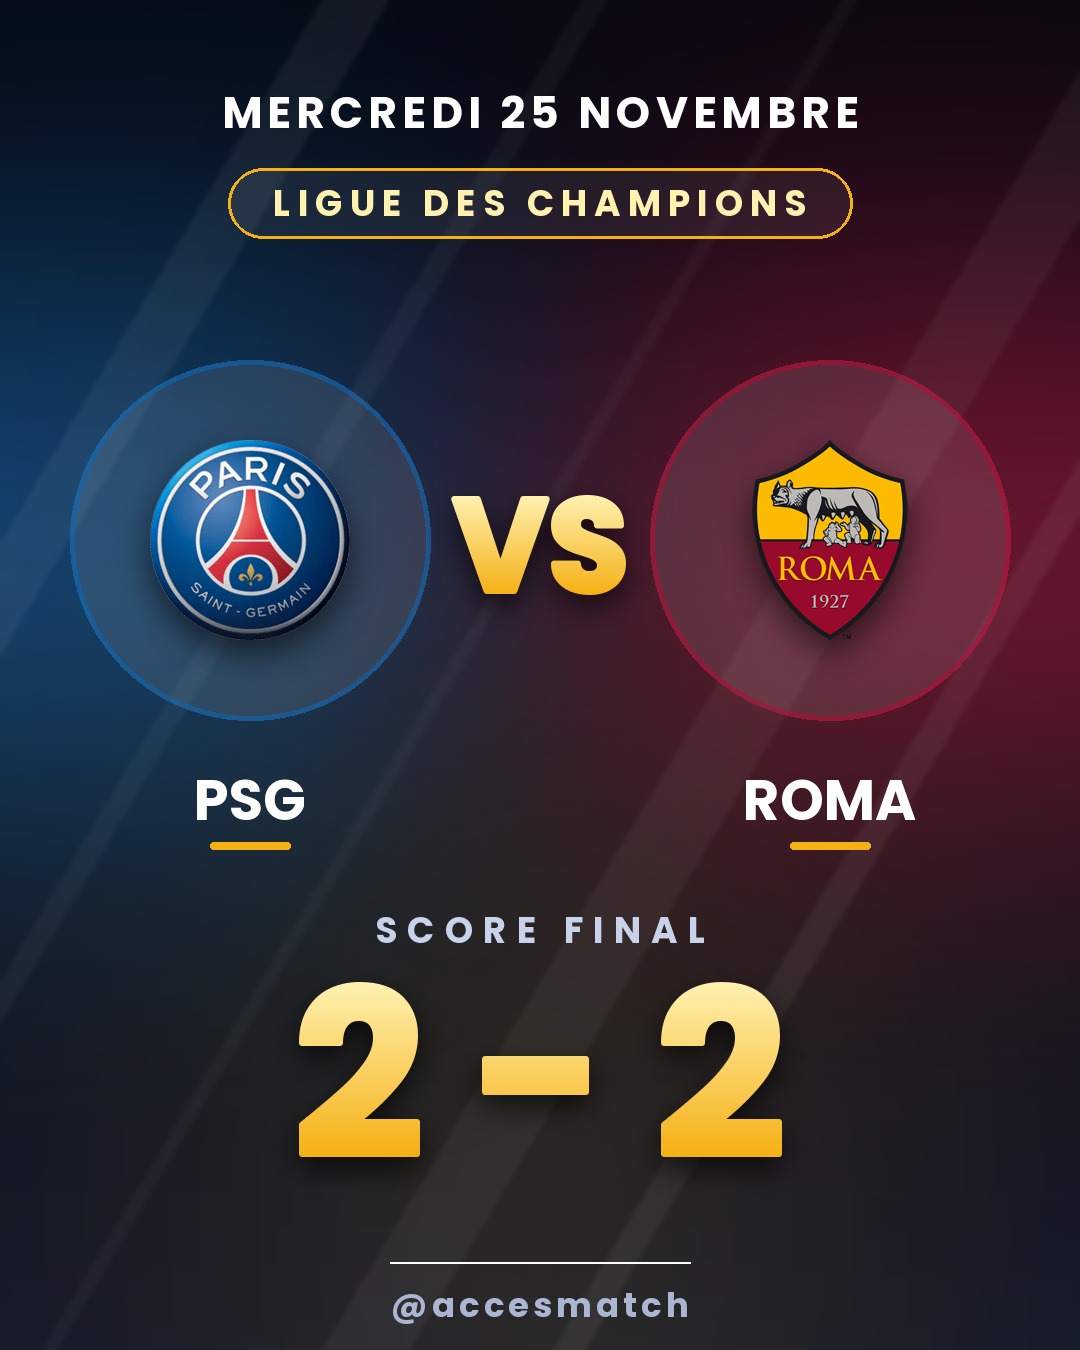 MERCREDI 25 NOVEMBRE
LIGUE DES CHAMPIONS
PARIS
SAINT - GERMAIN
VS
ROMA
1927
TM
PSG
ROMA
SCORE FINAL
2 - 2
@accesmatch